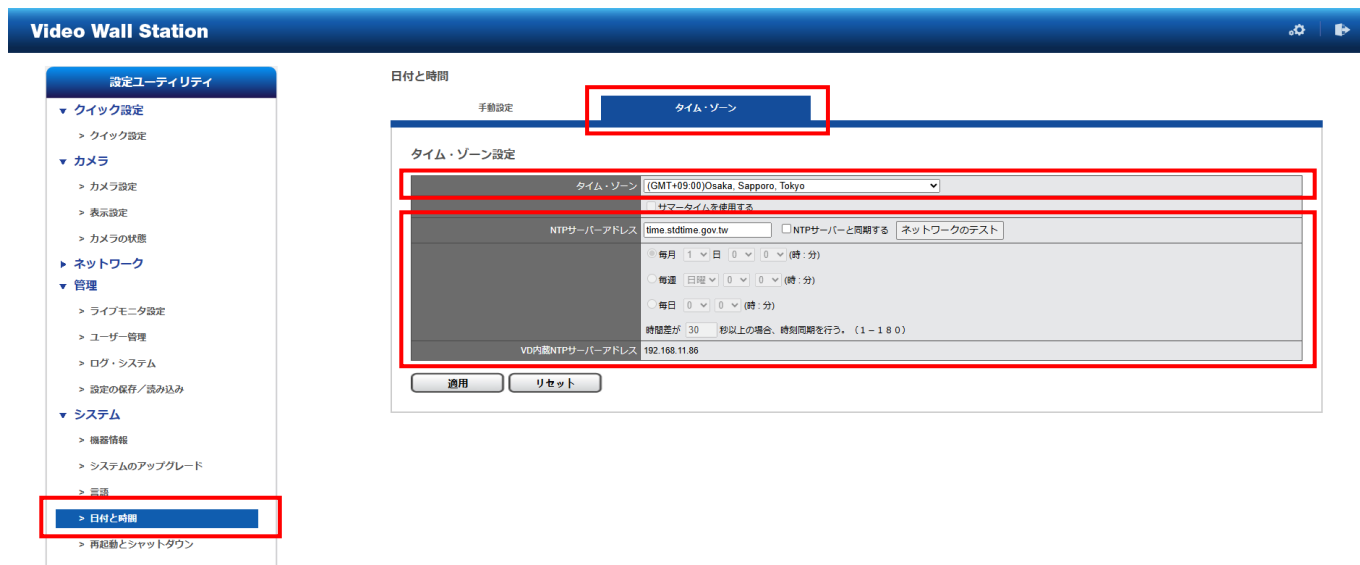 Video Wall Station
設定ユーティリティ
▼ クイック設定
> クイック設定
▼ カメラ
> カメラ設定
> 表示設定
> カメラの状態
▶ ネットワーク
▼ 管理
> ライブモニタ設定
> ユーザー管理
> ログ・システム
> 設定の保存／読み込み
▼ システム
> 機器情報
> システムのアップグレード
> 言語
> 日付と時間
> 再起動とシャットダウン
日付と時間
手動設定 タイム・ゾーン
タイム・ゾーン設定
タイム・ゾーン (GMT+09:00)Osaka, Sapporo, Tokyo
サマータイムを使用する
NTPサーバーアドレス time.stdtime.gov.tw NTPサーバーと同期する ネットワークのテスト
毎月 1 日 0 0 (時 : 分)
毎週 日曜 0 0 (時 : 分)
毎日 0 0 (時 : 分)
時間差が 30 秒以上の場合、時刻同期を行う。（１－１８０）
VD内蔵NTPサーバーアドレス 192.168.11.86
適用 リセット